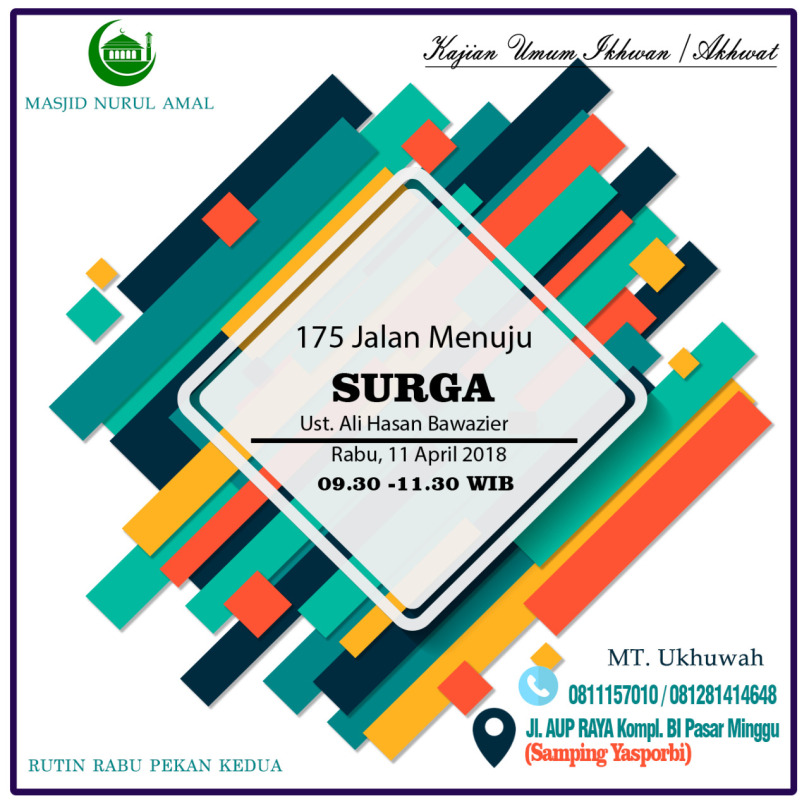 MASJID NURUL AMAL
Kajian Umum Ikhwan / Akhwat
175 Jalan Menuju
SURGA
Ust. Ali Hasan Bawazier
Rabu, 11 April 2018
09.30 -11.30 WIB
MT. Ukhuwah
0811157010 / 081281414648
Jl. AUP RAYA Kompl. BI Pasar Minggu
(Samping Yasporbi)
RUTIN RABU PEKAN KEDUA